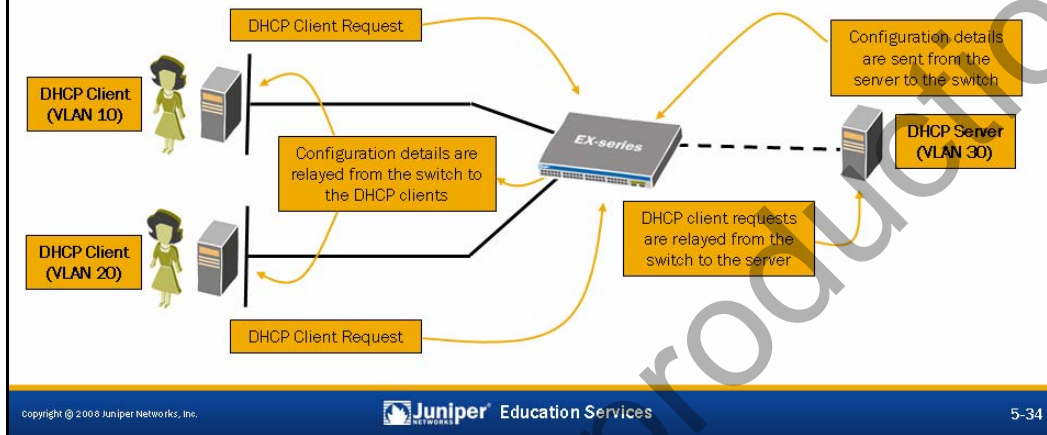 DHCP Client Request
Configuration details
are sent from the
server to the switch
DHCP Client
(VLAN 10)
EX-series
DHCP Server
(VLAN 30)
Configuration details are
relayed from the switch to
the DHCP clients
DHCP client requests
are relayed from the
switch to the server
DHCP Client
(VLAN 20)
DHCP Client Request
Copyright @ 2008 Juniper Networks, Inc.
Juniper
NETWORKS
Education Services
5-34